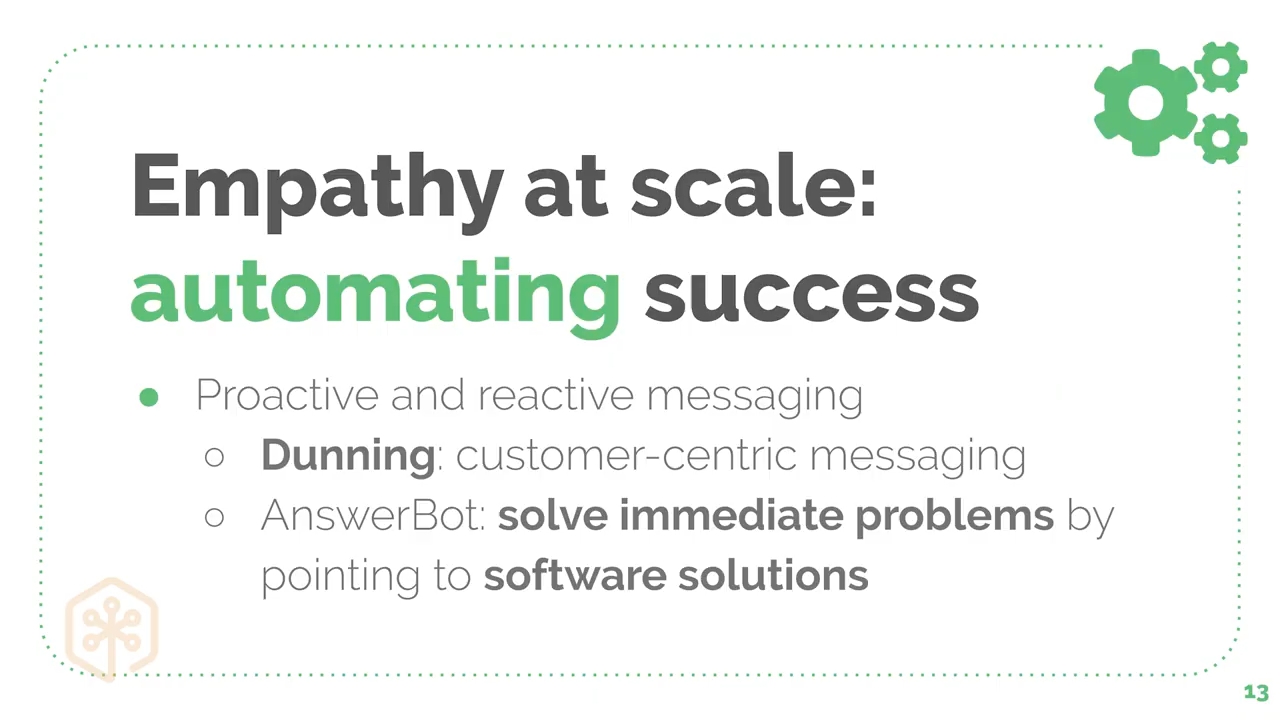 Empathy at scale:
automating success
● Proactive and reactive messaging
○ Dunning: customer-centric messaging
○ AnswerBot: solve immediate problems by
pointing to software solutions
13